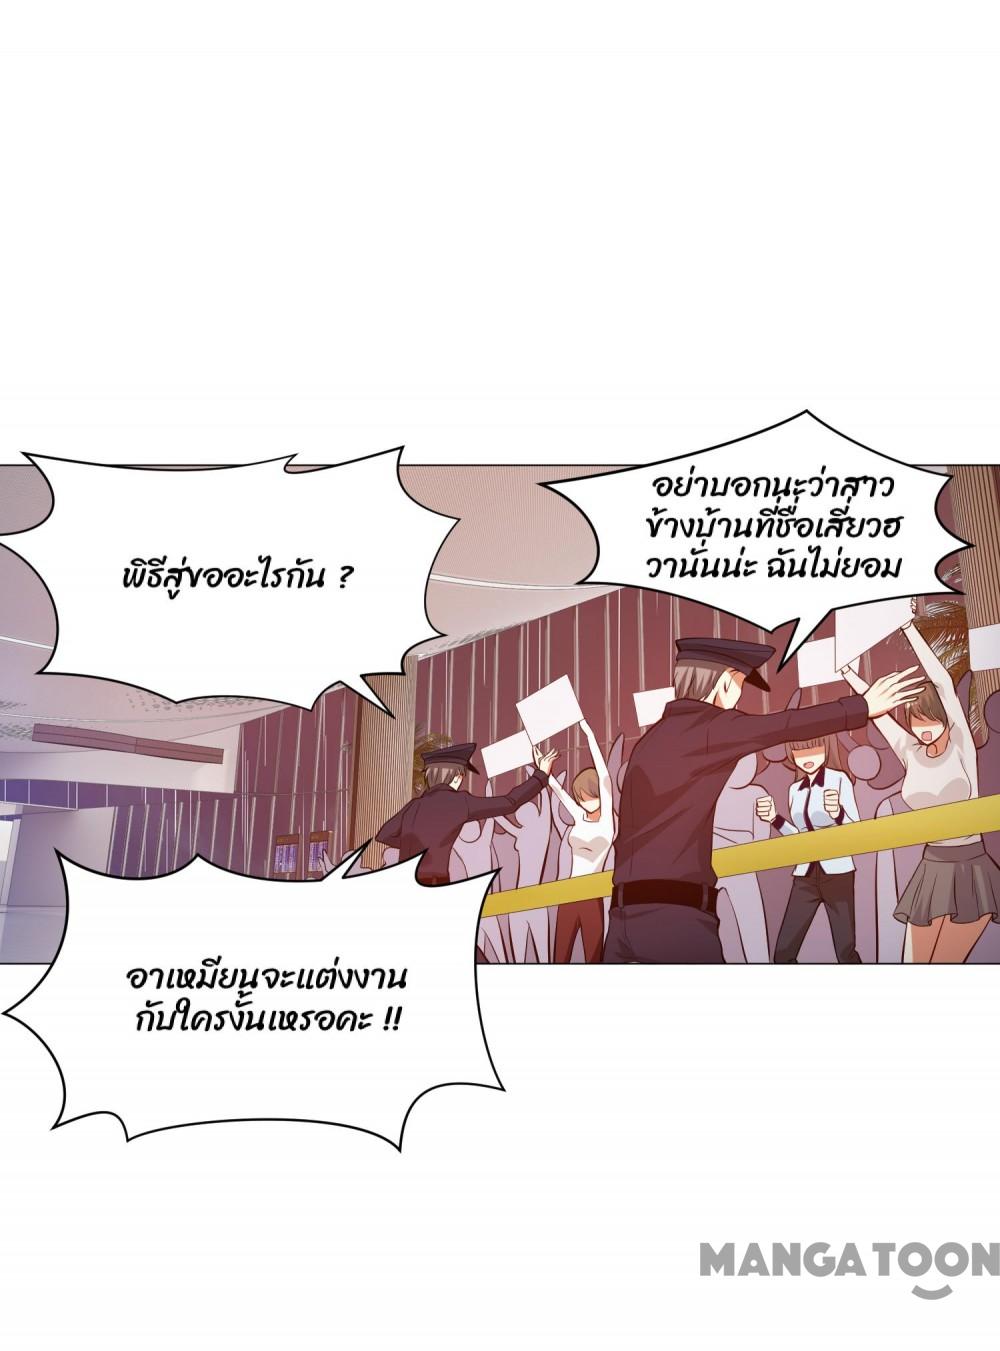 พิธีสู่ขออะไรกัน ?
อย่าบอกนะว่าสาว
ข้างบ้านที่ชื่อเสี่ยวฮ
วานั่นน่ะ ฉันไม่ยอม
อาเหมียนจะแต่งงาน
กับใครงั้นเหรอคะ !!
MANGATOON